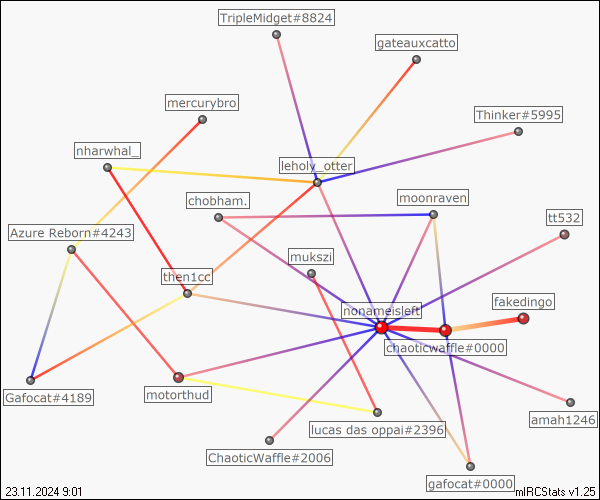 TripleMidget#8824
gateauxcatto
mercurybro
Thinker#5995
nharwhal_
leholy_otter
chobham.
moonraven
tt532
Azure Reborn#4243
mukszi
then1cc
fakedingo
nonameisleft
chaoticwaffle#0000
Gafocat#4189
motorthud
amah1246
lucas das oppai#2396
ChaoticWaffle#2006
gafocat#0000
23.11.2024 9:01
mIRCStats v1.25